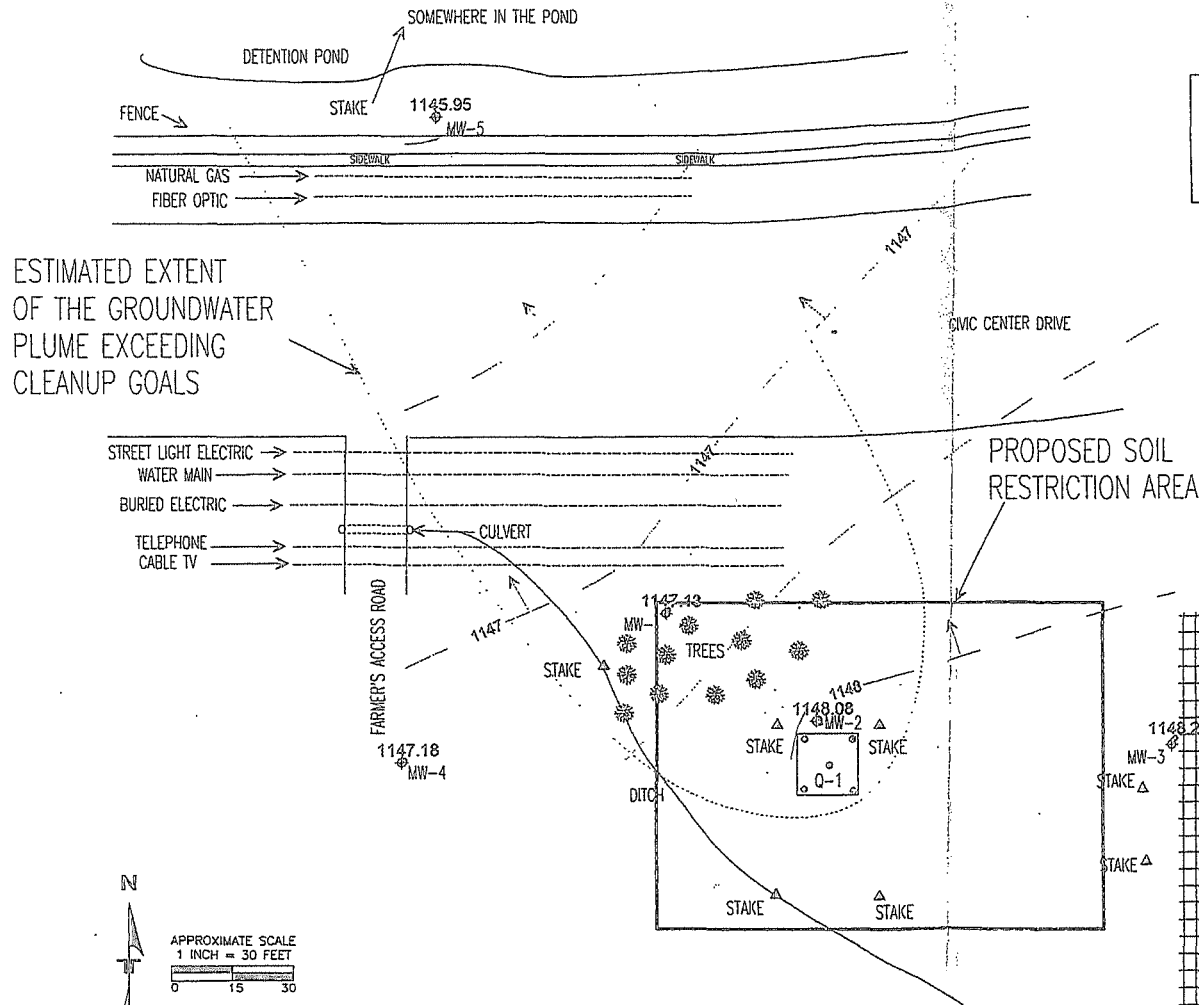 SOMEWHERE IN THE POND
DETENTION POND
STAKE
1145.95
MW-5
FENCE
SIDEWALK
SIDEWALK
NATURAL GAS
FIBER OPTIC
1147
ESTIMATED EXTENT
OF THE GROUNDWATER
PLUME EXCEEDING
CLEANUP GOALS
CIVIC CENTER DRIVE
STREET LIGHT ELECTRIC
WATER MAIN
1147
PROPOSED SOIL
RESTRICTION AREA
BURIED ELECTRIC
CULVERT
TELEPHONE
CABLE TV
FARMER'S ACCESS ROAD
1147
1147.13
MW-
TREES
STAKE
1148
1148.08
MW-2
STAKE
STAKE
1147.18
MW-4
Q-1
DITCH
1148.2
MW-3
STAKE
STAKE
STAKE
STAKE
N
APPROXIMATE SCALE
1 INCH = 30 FEET
0 15 30